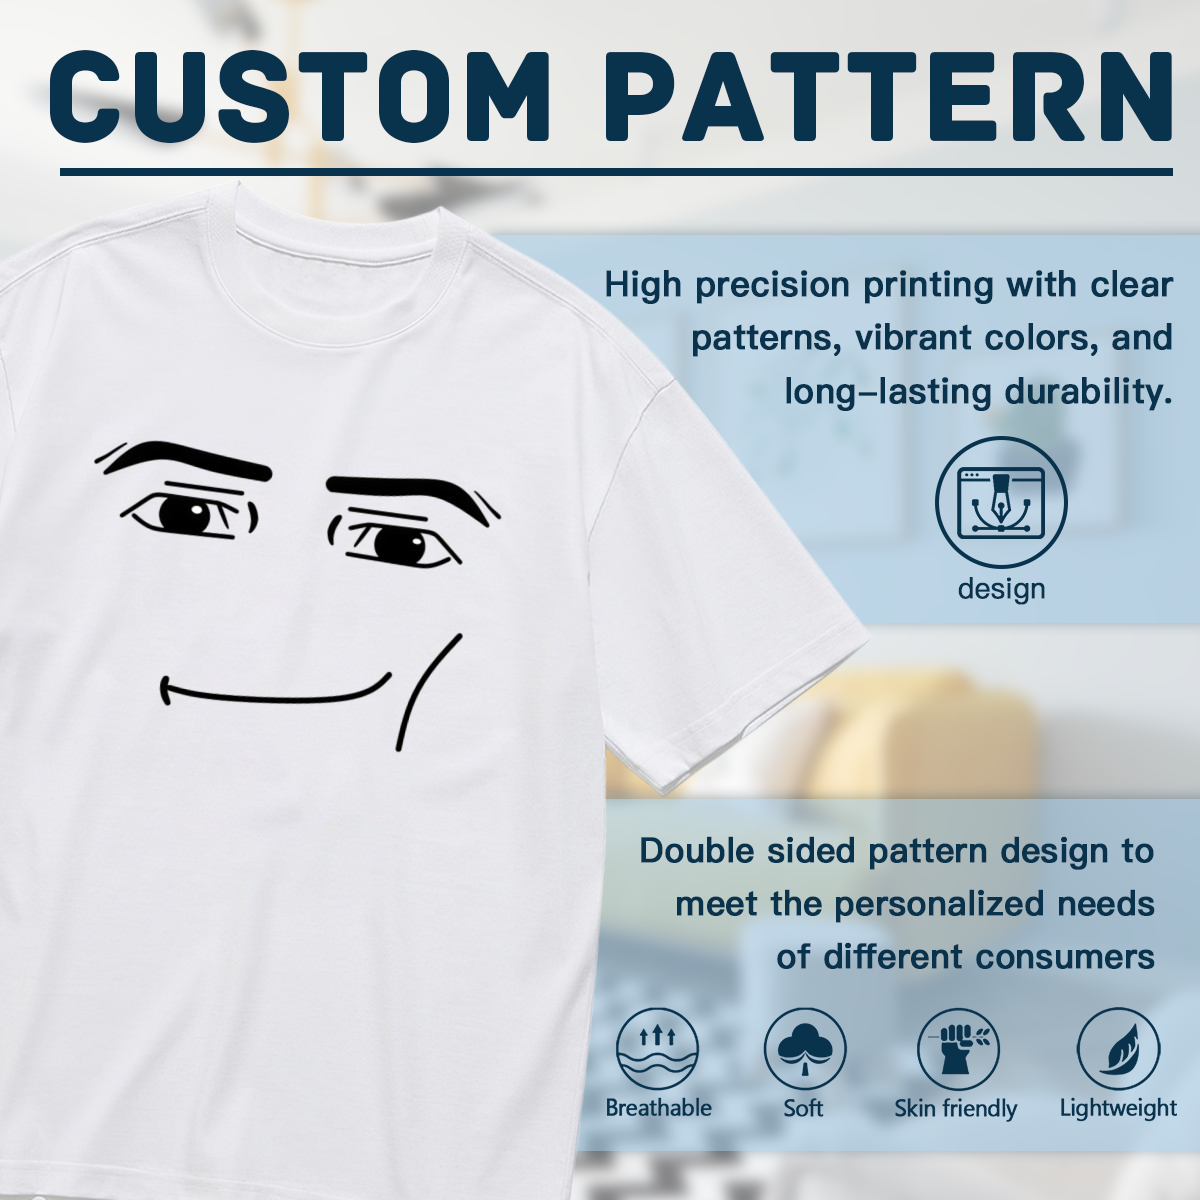 CUSTOM PATTERN
High precision printing with clear
patterns, vibrant colors, and
long-lasting durability.
design
Double sided pattern design to
meet the personalized needs
of different consumers
Breathable Soft Skin friendly Lightweight